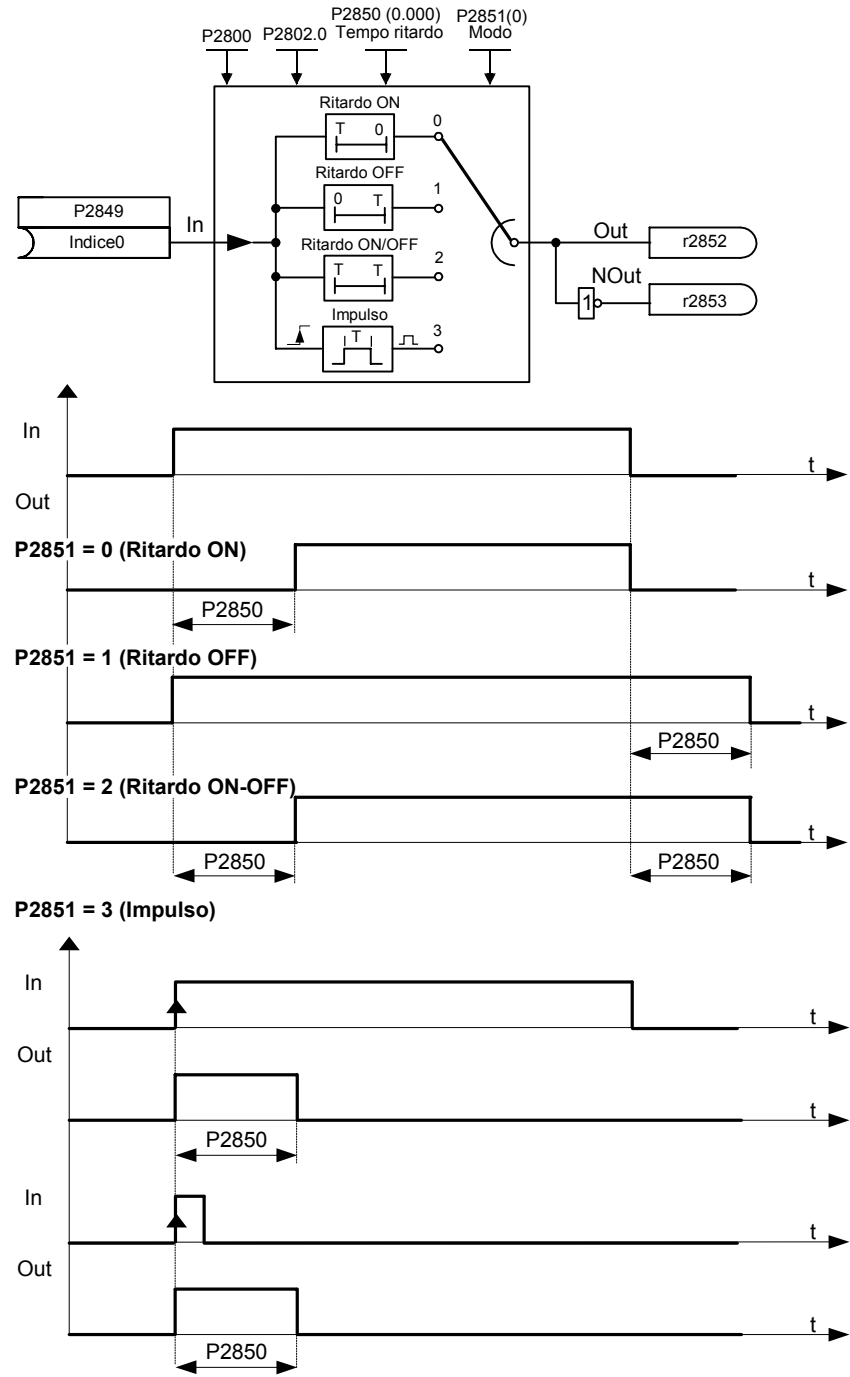 P2800 P2802.0 P2850 (0.000) P2851(0)
Tempo ritardo Modo
Ritardo ON
T 0 0
Ritardo OFF
0 T 1
P2849
Indice0
In
Ritardo ON/OFF
T T 2
Out
r2852
NOut
1
r2853
Impulso
T 3
In
t
Out
P2851 = 0 (Ritardo ON)
t
P2850
P2851 = 1 (Ritardo OFF)
t
P2850
P2851 = 2 (Ritardo ON-OFF)
t
P2850 P2850
P2851 = 3 (Impulso)
In
t
Out
t
P2850
In
t
Out
t
P2850